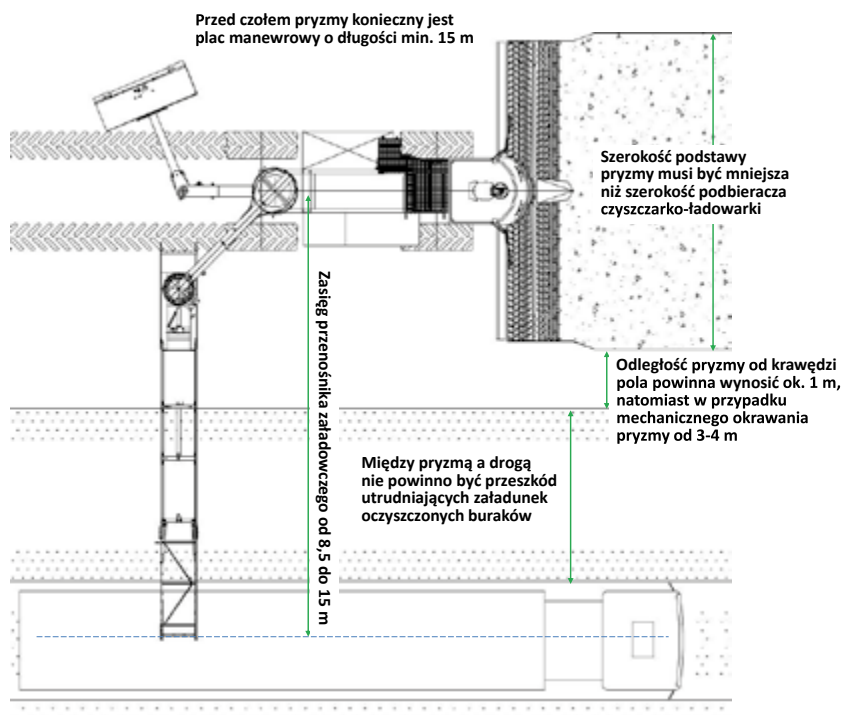 Przed czołem pryzmy konieczny jest
plac manewrowy o długości min. 15 m
Szerokość podstawy
pryzmy musi być mniejsza
niż szerokość podbieracza
czyszczarko-ładowarki
Zasięg przenośnika załadowczego od 8,5 do 15 m
Odległość pryzmy od krawędzi
pola powinna wynosić ok. 1 m,
natomiast w przypadku
mechanicznego okrawania
pryzmy od 3-4 m
Między pryzmą a drogą
nie powinno być przeszkód
utrudniających załadunek
oczyszczonych buraków